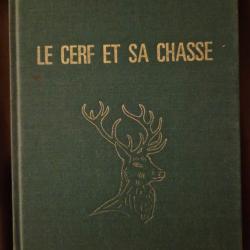 LE CERF ET SA CHASSE